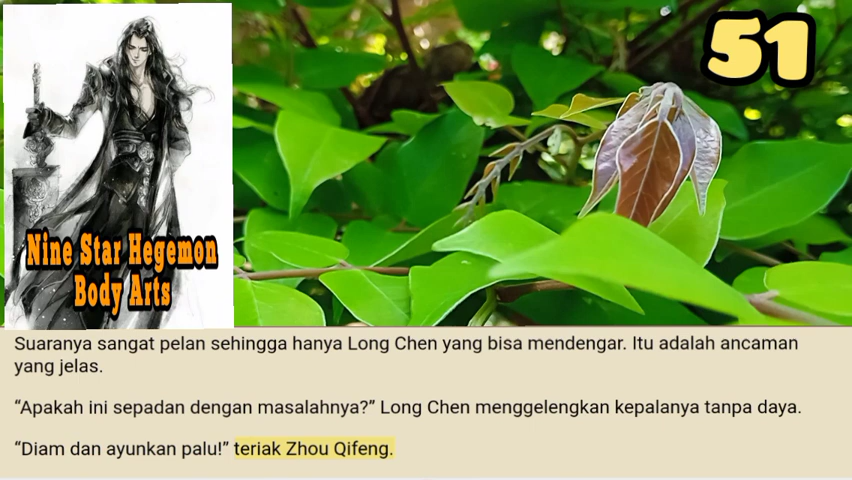 51
Nine Star Hegemon
Body Arts
Suaranya sangat pelan sehingga hanya Long Chen yang bisa mendengar. Itu adalah ancaman
yang jelas.
“Apakah ini sepadan dengan masalahnya?” Long Chen menggelengkan kepalanya tanpa daya.
“Diam dan ayunkan palu!” teriak Zhou Qifeng.